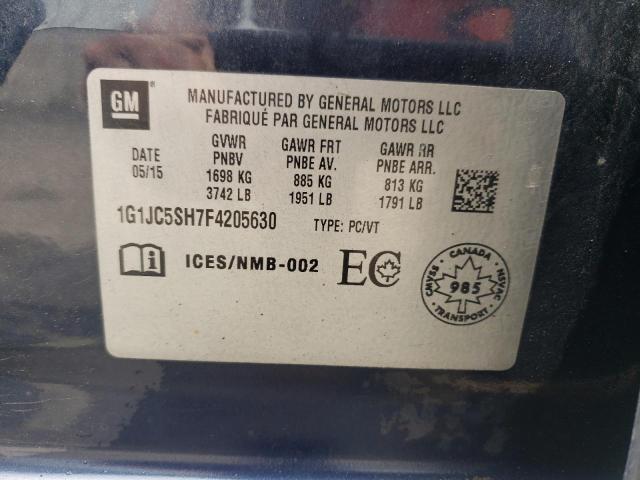 GM
MANUFACTURED BY GENERAL MOTORS LLC
FABRIQUÉ PAR GENERAL MOTORS LLC
DATE
05/15
GVWR
PNBV
1698 KG
3742 LB
GAWR FRT
PNBE AV.
885 KG
1951 LB
GAWR RR
PNBE ARR.
813 KG
1791 LB
1G1JC5SH7F4205630 TYPE: PC/VT
i ICES/NMB-002 EC
CANADA
CMVSS
985
NSVAC
TRANSPORT